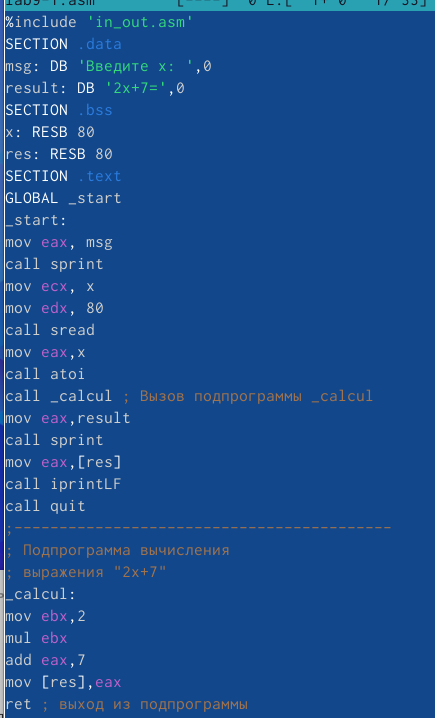 %include 'in_out.asm'
SECTION .data
msg: DB 'Введите x: ',0
result: DB '2x+7=',0
SECTION .bss
x: RESB 80
res: RESB 80
SECTION .text
GLOBAL _start
_start:
mov eax, msg
call sprint
mov ecx, x
mov edx, 80
call sread
mov eax,x
call atoi
call _calcul ; Вызов подпрограммы _calcul
mov eax,result
call sprint
mov eax,[res]
call iprintLF
call quit
;------------------------------------------
; Подпрограмма вычисления
; выражения "2x+7"
_calcul:
mov ebx,2
mul ebx
add eax,7
mov [res],eax
ret ; выход из подпрограммы